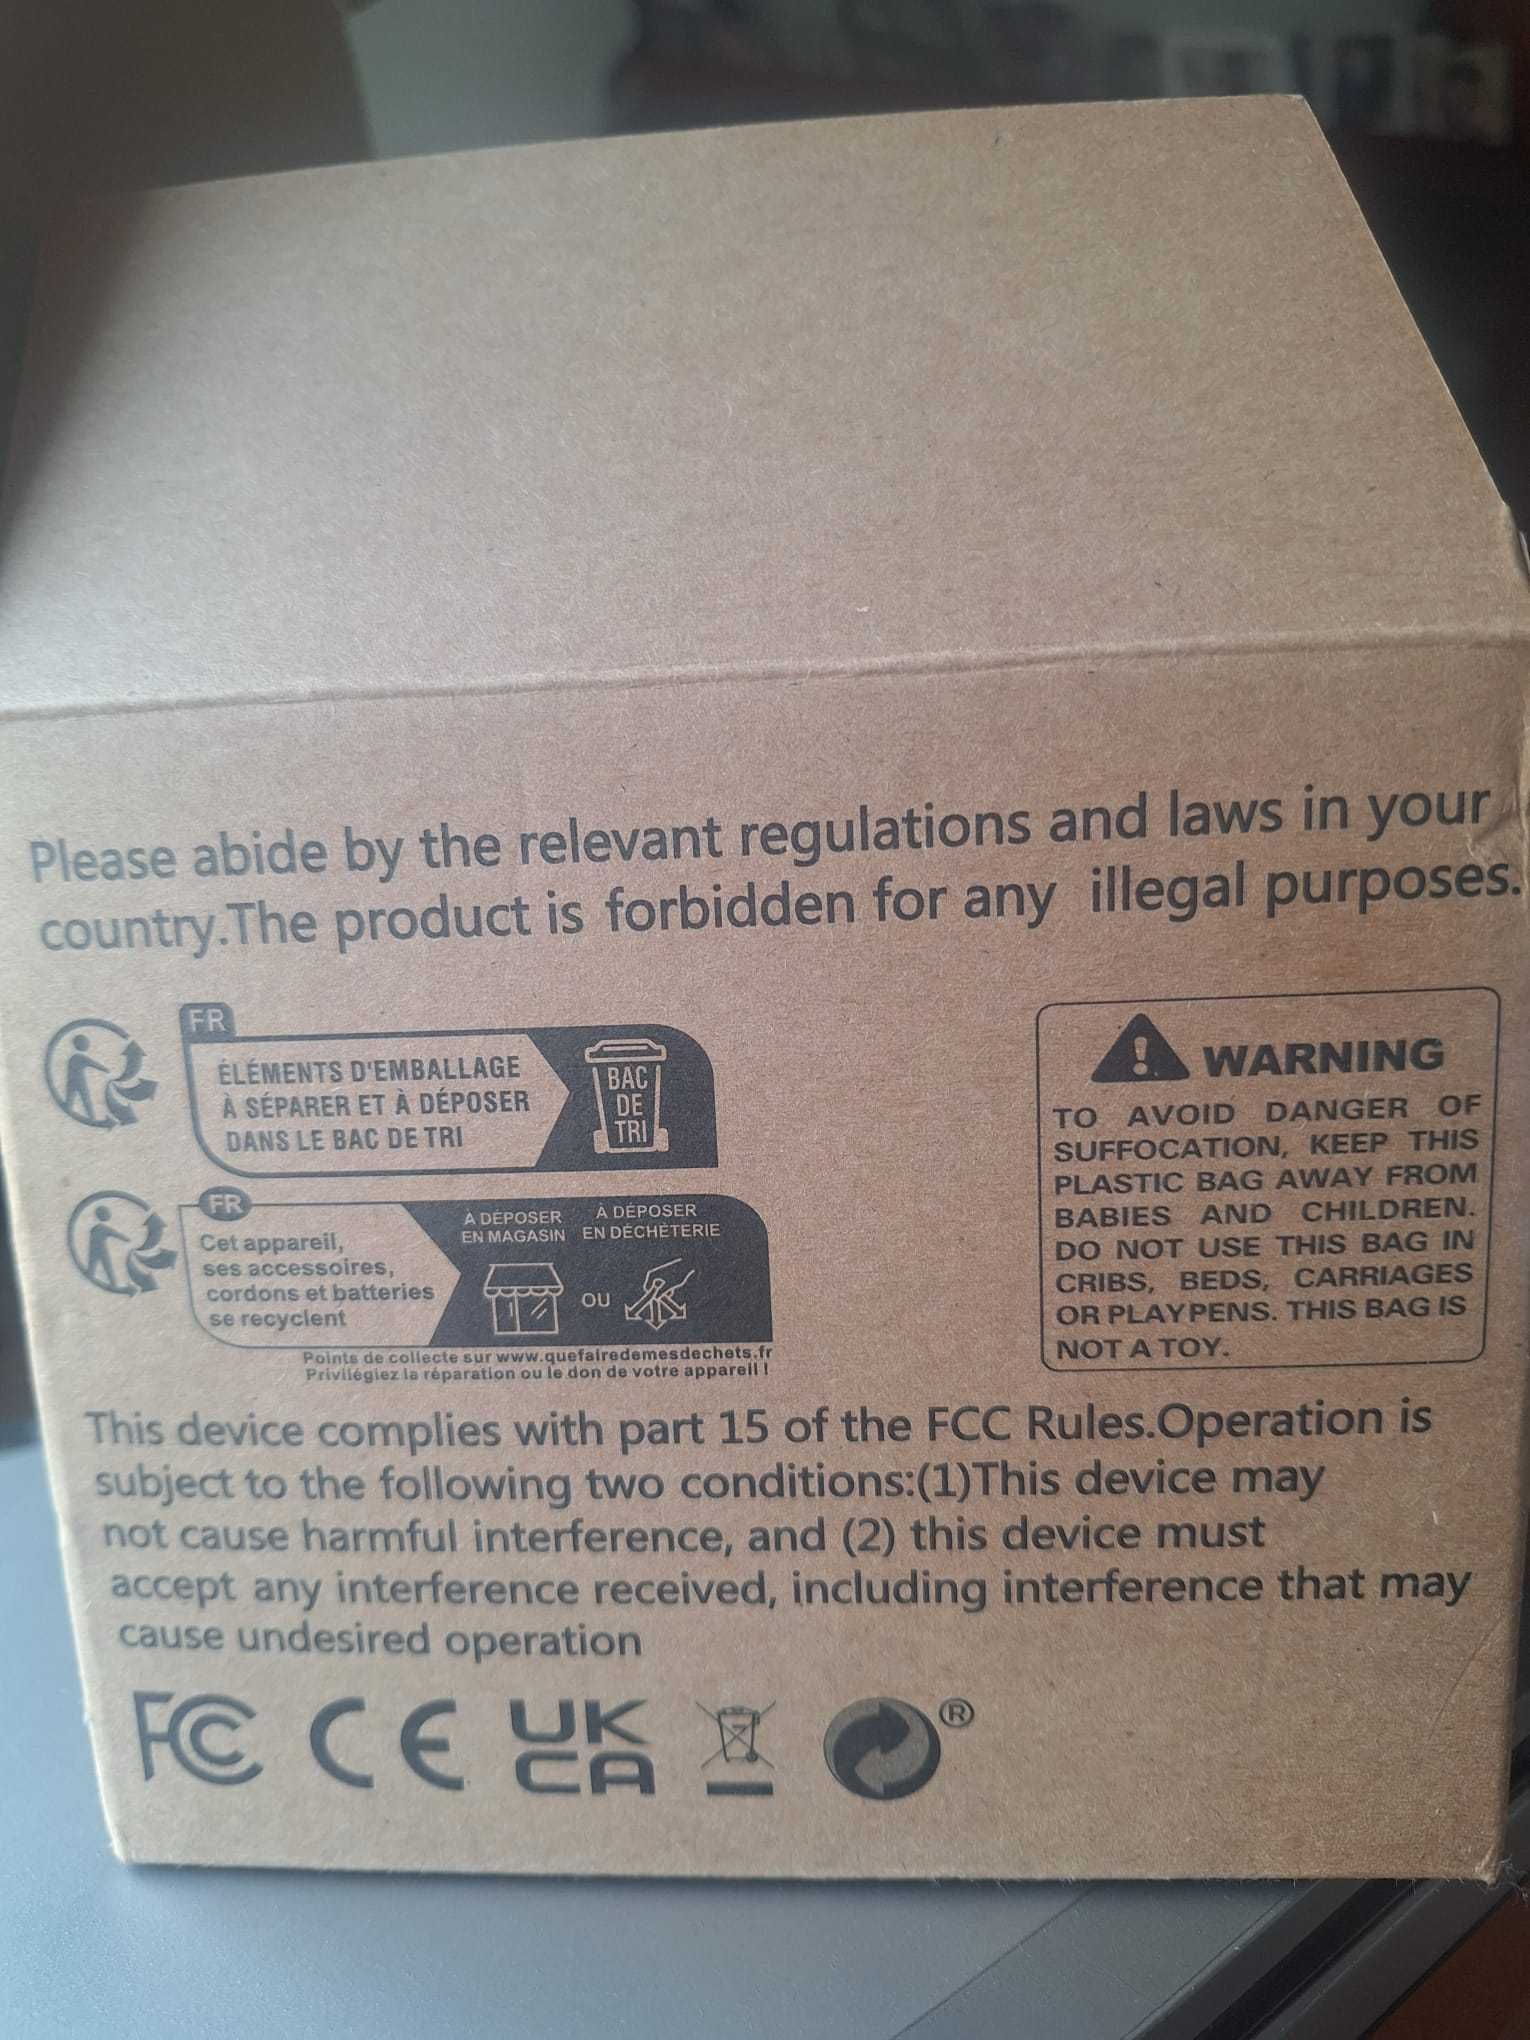 Please abide by the relevant regulations and laws in your
country.The product is forbidden for any illegal purposes.
FR
ÉLÉMENTS D'EMBALLAGE
À SÉPARER ET À DÉPOSER
DANS LE BAC DE TRI
BAC
DE
TRI
FR
Cet appareil,
ses accessoires,
cordons et batteries
se recyclent
À DÉPOSER
EN MAGASIN
OU
À DÉPOSER
EN DÉCHÈTERIE
Points de collecte sur www.quefairedemesdechets.fr
Privilégiez la réparation ou le don de votre appareil !
WARNING
TO AVOID DANGER OF
SUFFOCATION, KEEP THIS
PLASTIC BAG AWAY FROM
BABIES AND CHILDREN.
DO NOT USE THIS BAG IN
CRIBS, BEDS, CARRIAGES
OR PLAYPENS. THIS BAG IS
NOT A TOY.
This device complies with part 15 of the FCC Rules.Operation is
subject to the following two conditions:(1)This device may
not cause harmful interference, and (2) this device must
accept any interference received, including interference that may
cause undesired operation
FC CE UK
CA ®